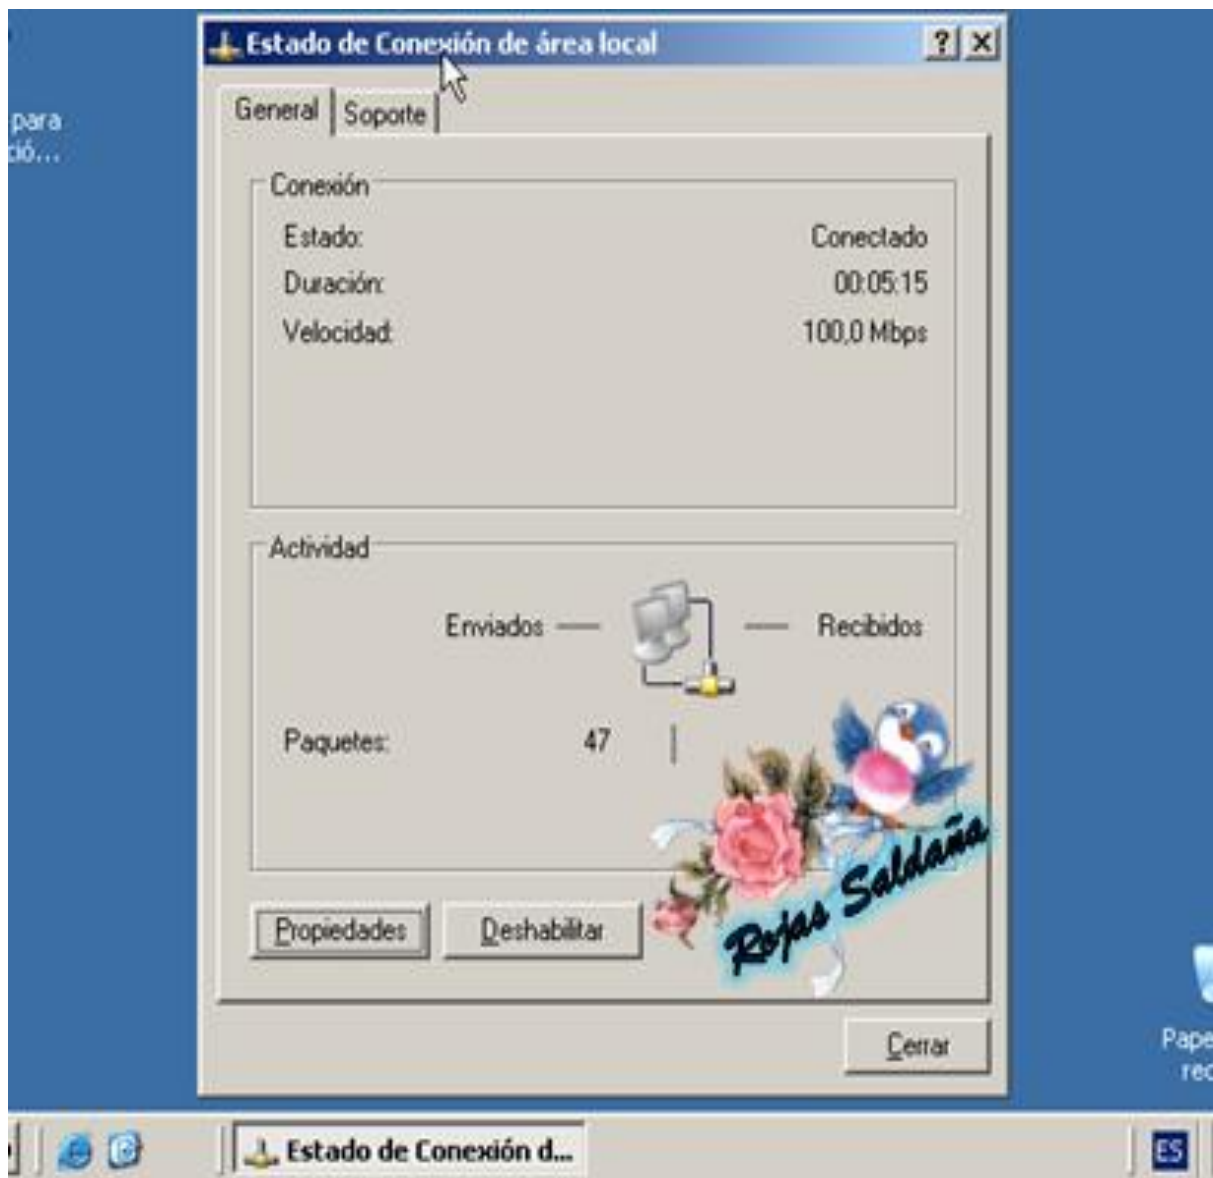 Estado de Conexión de área local
para
ció...
General Soporte
Conexión
Estado: Conectado
Duración: 00:05:15
Velocidad: 100,0 Mbps
Actividad
Enviados Recibidos
Paquetes: 47
Rojas Saldaña
Propiedades Deshabilitar
Cerrar
Pape
rec
Estado de Conexión d... ES